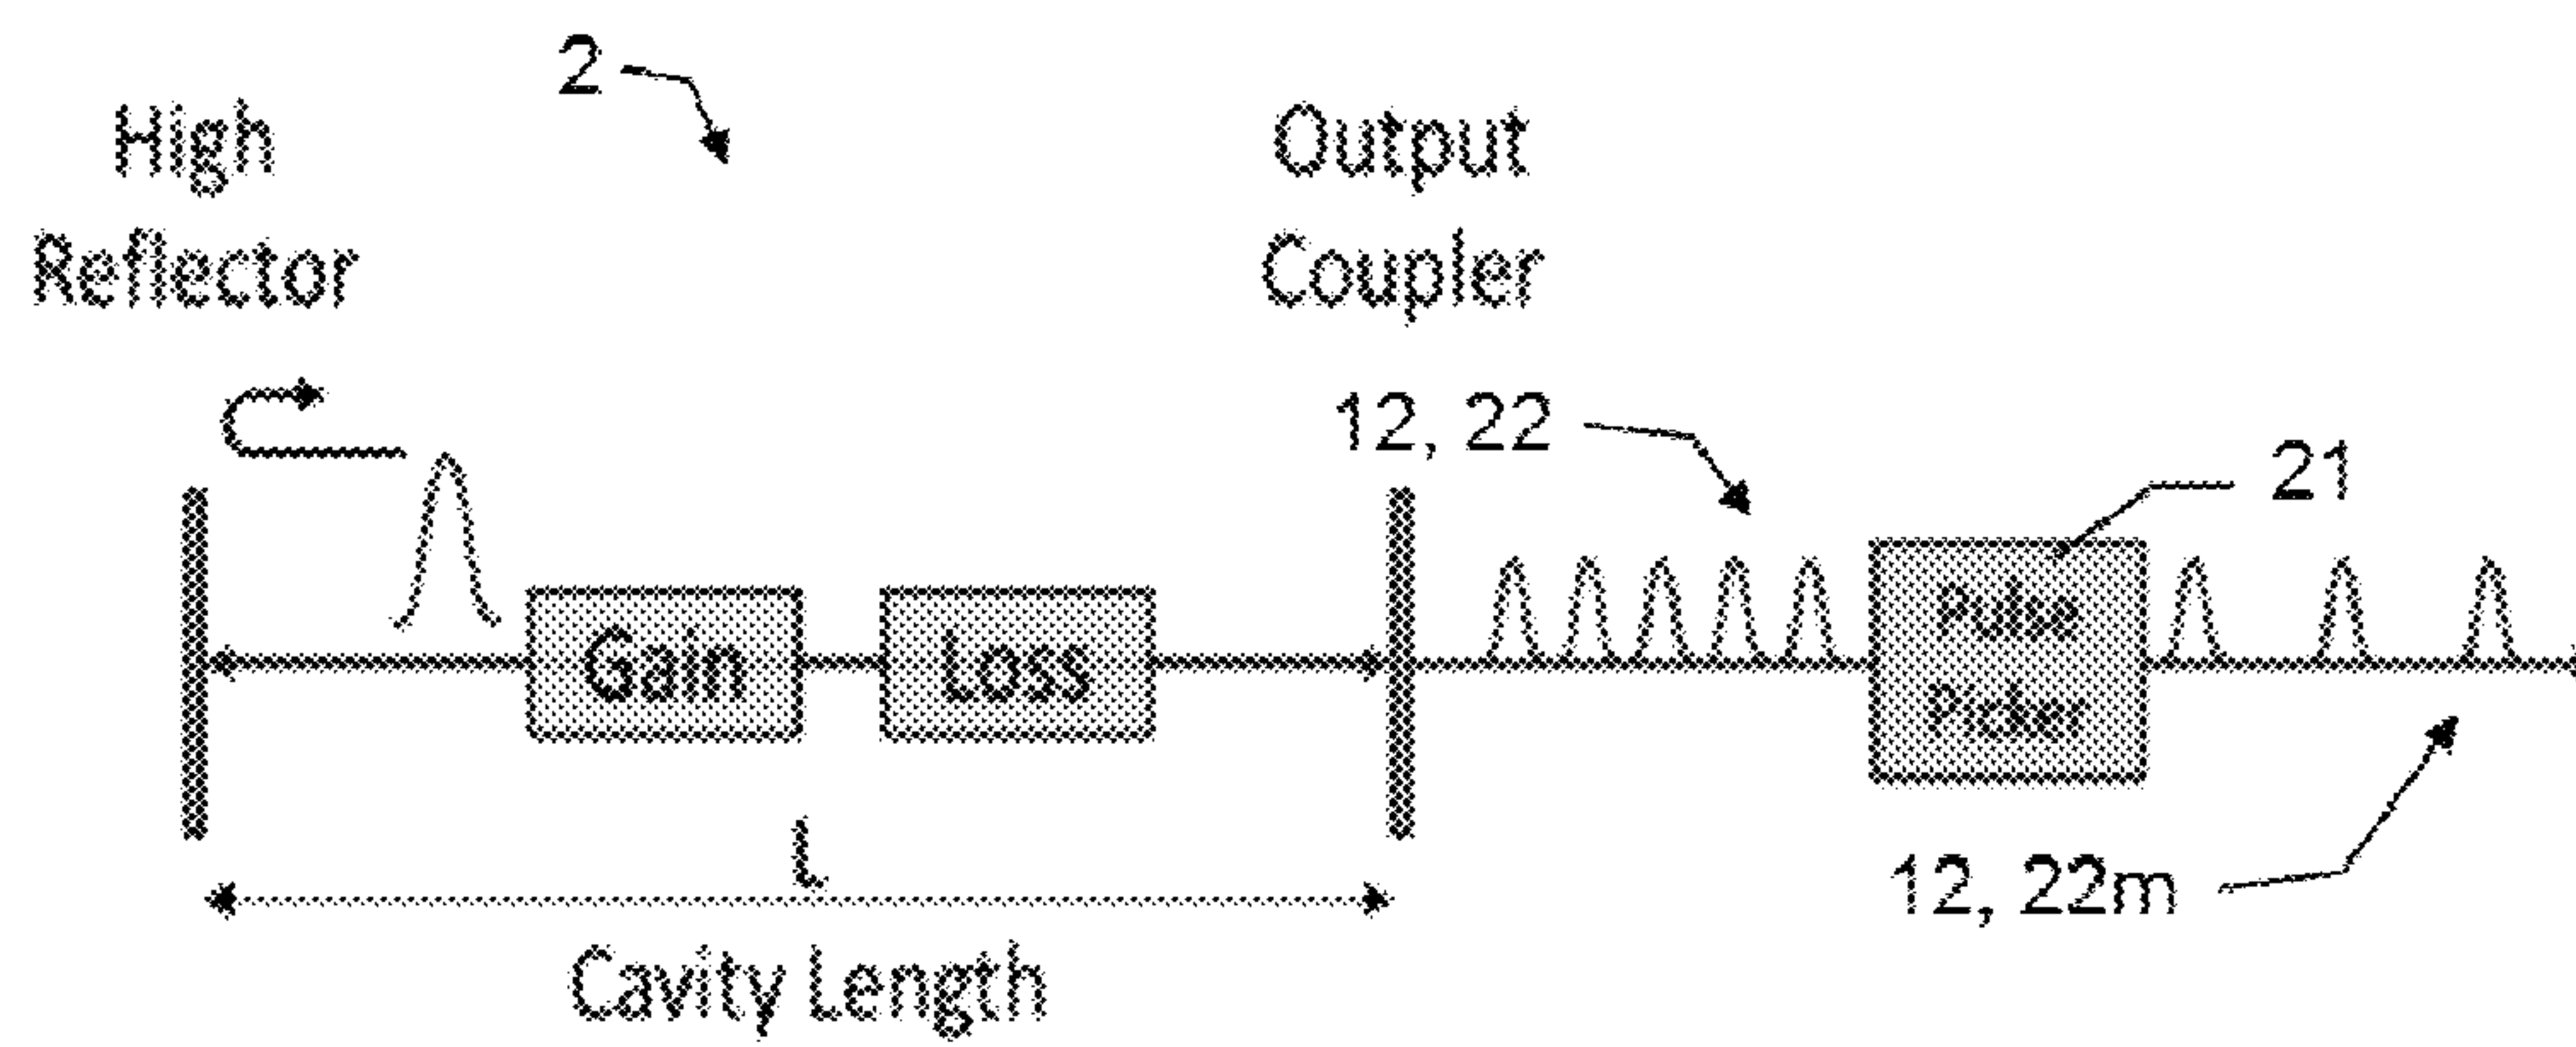 2
High
Reflector
Output
Coupler
12, 22
21
Gain
Loss
Pulse
Picker
L
12, 22m
Cavity Length